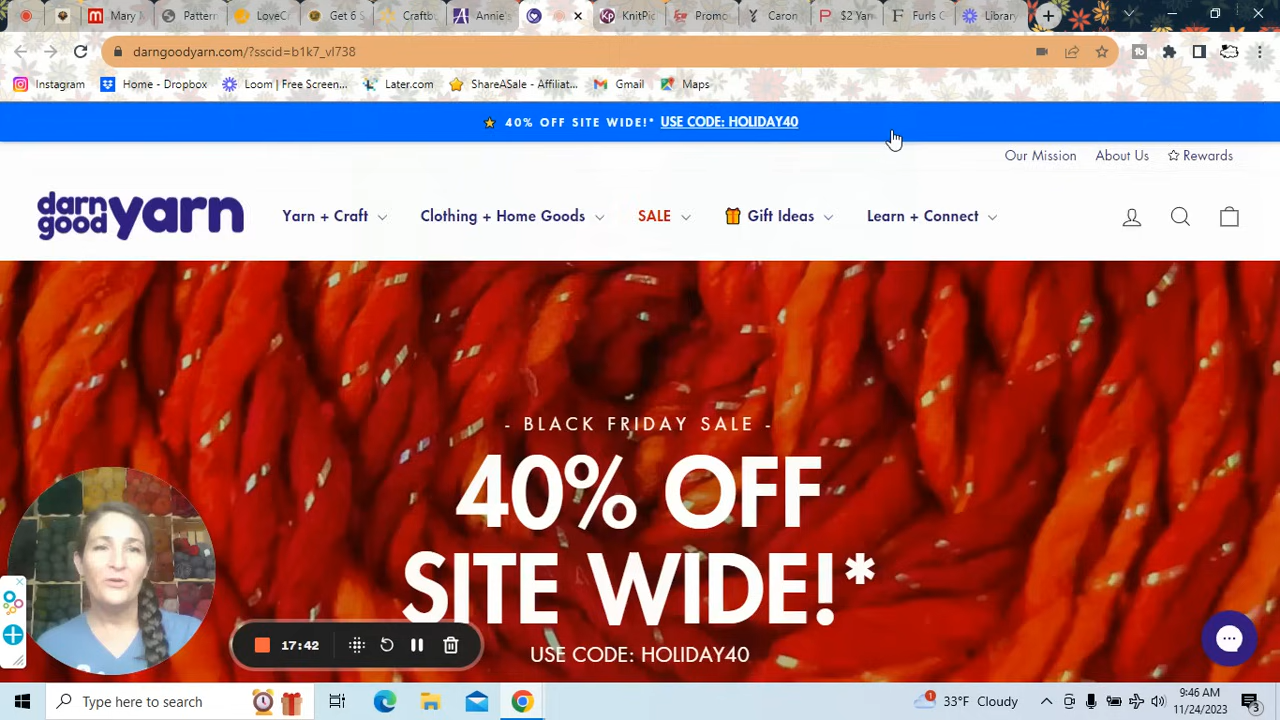 Mary
Pattern
LoveC
Get 6 S
Craftb
Annie's
KnitPic
Promo
Caron
$2 Yarn
Furls C
Library
darngoodyarn.com/?sscid=b1k7_vl738
Instagram
Home - Dropbox
Loom | Free Screen...
Later.com
ShareASale - Affiliat...
Gmail
Maps
40% OFF SITE WIDE!* USE CODE: HOLIDAY40
Our Mission About Us Rewards
darn good yarn
Yarn + Craft Clothing + Home Goods SALE Gift Ideas Learn + Connect
- BLACK FRIDAY SALE -
40% OFF
SITE WIDE!*
USE CODE: HOLIDAY40
17:42
Type here to search
33°F Cloudy
9:46 AM
11/24/2023
3